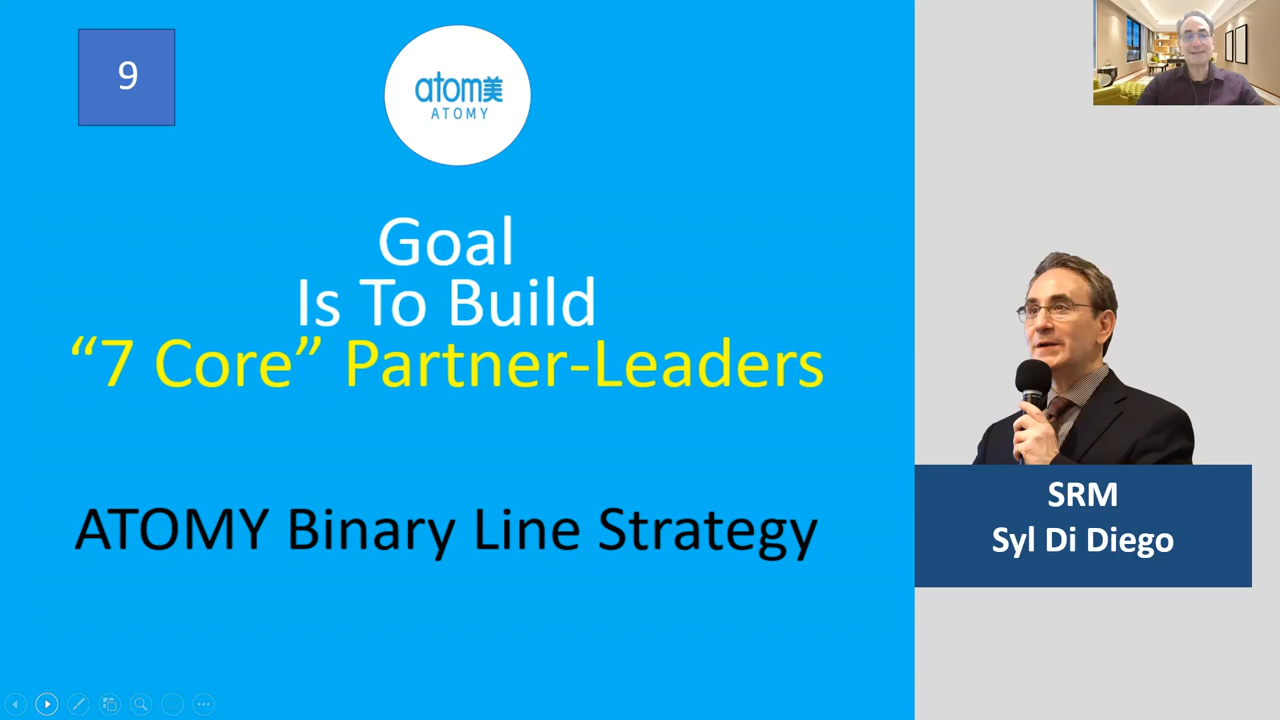 9
atom美
ATOMY
Goal
Is To Build
“7 Core” Partner-Leaders
ATOMY Binary Line Strategy
SRM
Syl Di Diego